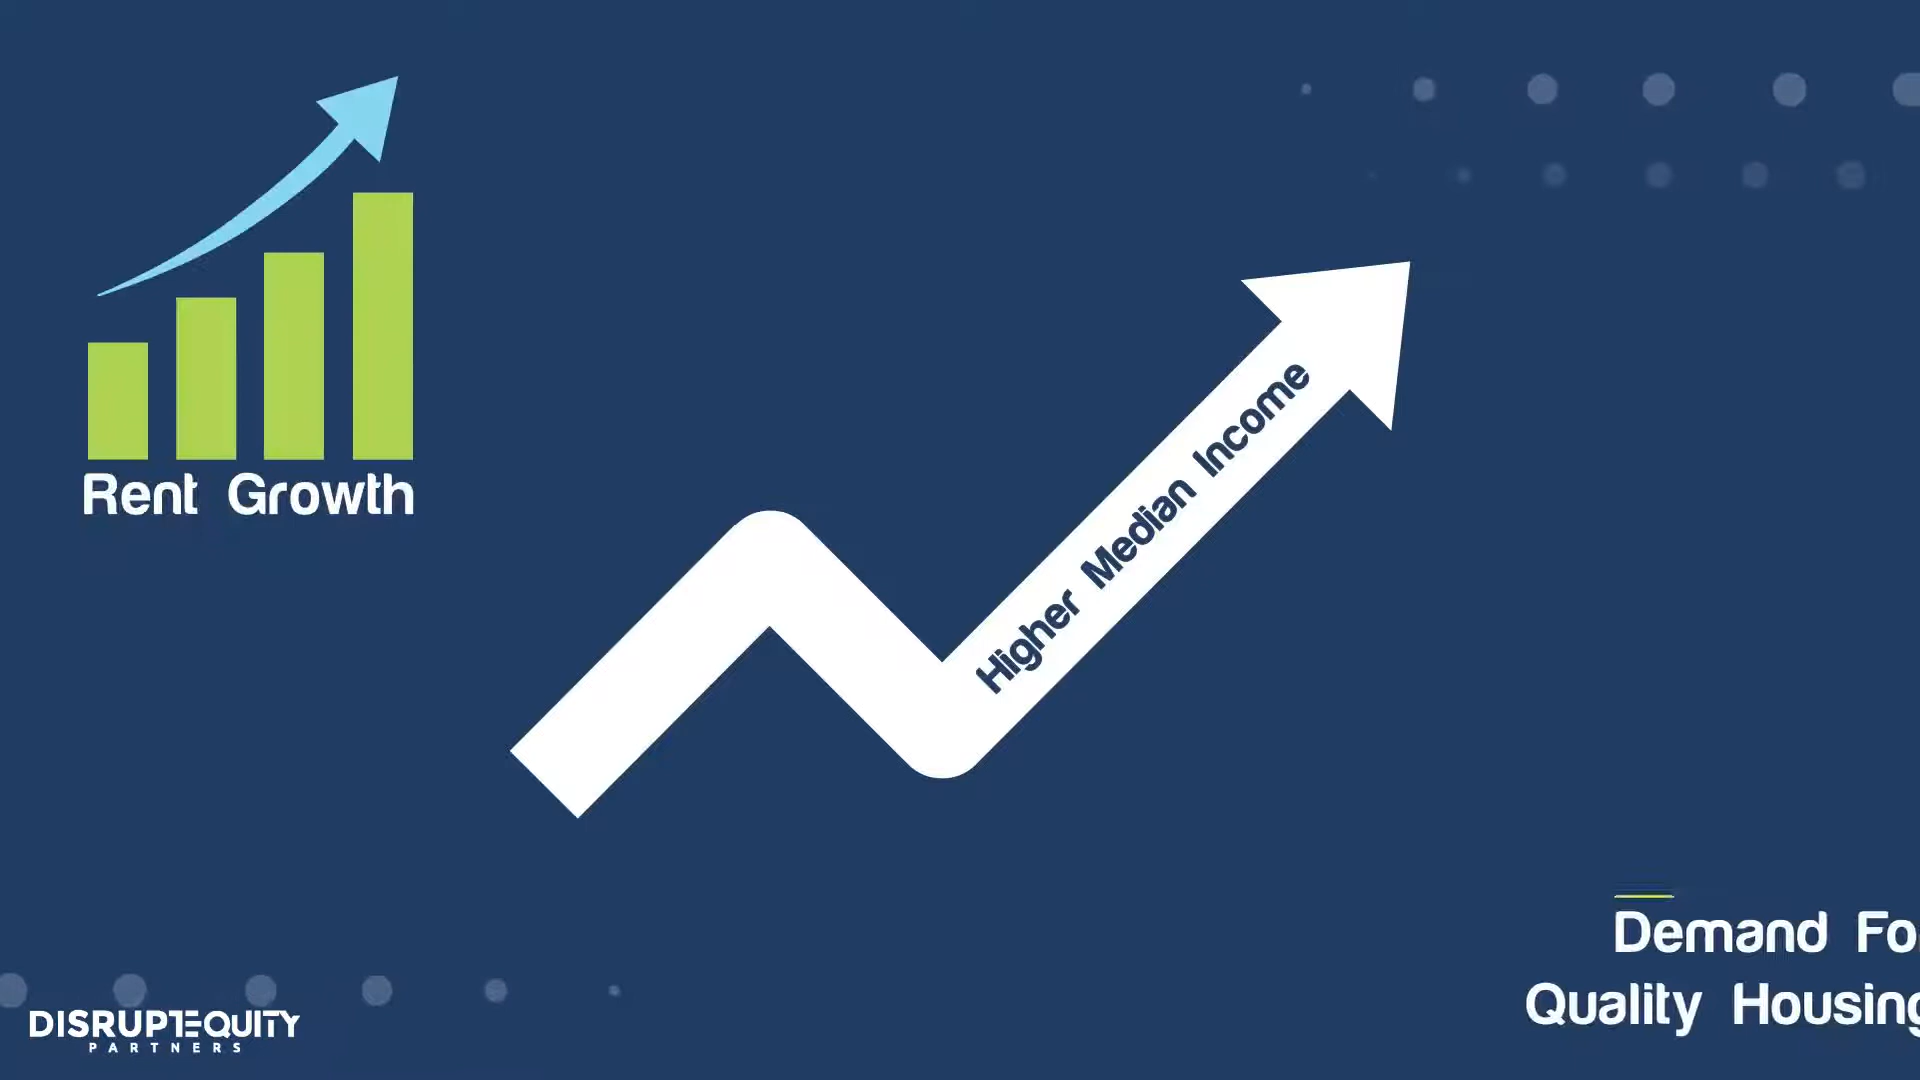 Rent Growth
Higher Median Income
Demand Fo
Quality Housing
DISRUPTEQUITY
PARTNERS